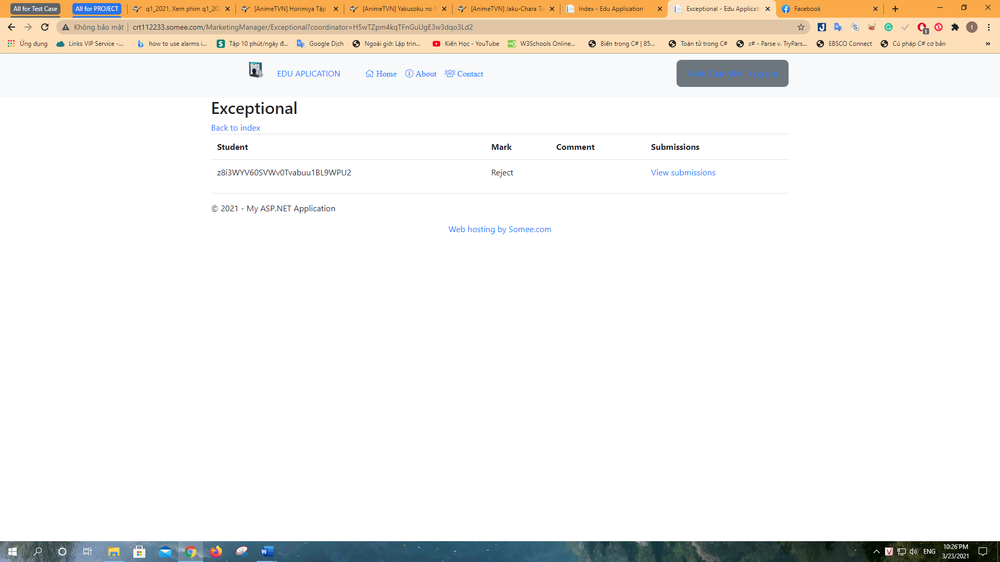 All for Test Case All for PROJECT q1_2021, Xem phim q1_202 [AnimeTVN] Horimiya Tập [AnimeTVN] Yakusoku no N [AnimeTVN] Jaku-Chara To Index - Edu Application Exceptional - Edu Applicati Facebook
Không bảo mật crt112233.somee.com/MarketingManager/Exceptional?coordinator=H5wTZpm4kqTFnGuUgE3w3dqo3Ld2
Ứng dụng Links VIP Service -... how to use alarms i... Tập 10 phút/ngày đ... Google Dịch Ngoài giờ: Lập trìn... Kiến Học - YouTube W3Schools Online... Biến trong C# | 85... Toán tử trong C# c# - Parse v. TryPars... EBSCO Connect Cú pháp C# cơ bản »
EDU APLICATION Home About Contact Hello TuấnMM Log out
Exceptional
Back to index
Student Mark Comment Submissions
z8i3WYV60SVWv0Tvabuu1BL9WPU2 Reject View submissions
© 2021 - My ASP.NET Application
Web hosting by Somee.com
ENG 10:26 PM
3/23/2021